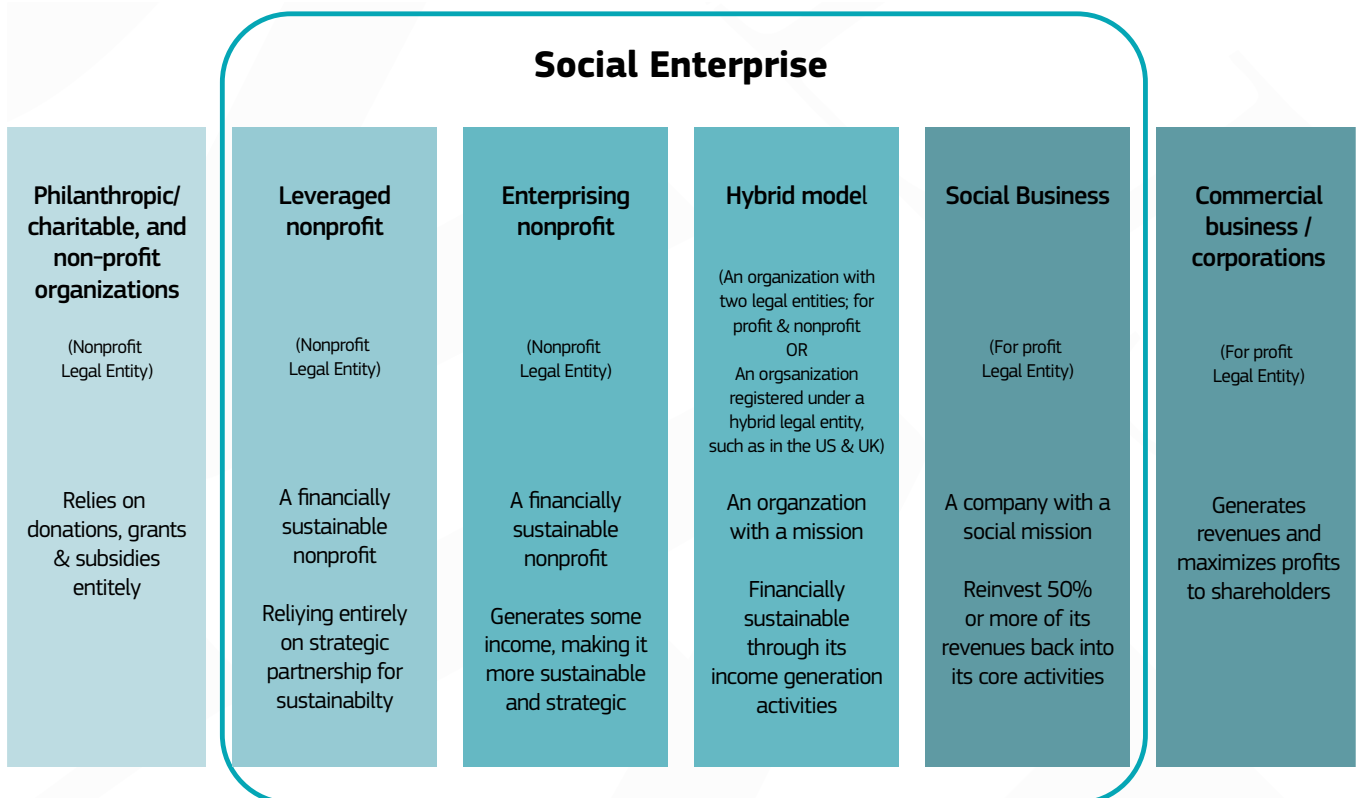 Social Enterprise
Philanthropic/
charitable, and
non-profit
organizations
(Nonprofit
Legal Entity)
Relies on
donations, grants
& subsidies
entitely
Leveraged
nonprofit
(Nonprofit
Legal Entity)
A financially
sustainable
nonprofit
Reliying entirely
on strategic
partnership for
sustainabilty
Enterprising
nonprofit
(Nonprofit
Legal Entity)
A financially
sustainable
nonprofit
Generates some
income, making it
more sustainable
and strategic
Hybrid model
(An organization with
two legal entities; for
profit & nonprofit
OR
An orgsanization
registered under a
hybrid legal entity,
such as in the US & UK)
An organzation
with a mission
Financially
sustainable
through its
income generation
activities
Social Business
(For profit
Legal Entity)
A company with a
social mission
Reinvest 50%
or more of its
revenues back into
its core activities
Commercial
business /
corporations
(For profit
Legal Entity)
Generates
revenues and
maximizes profits
to shareholders